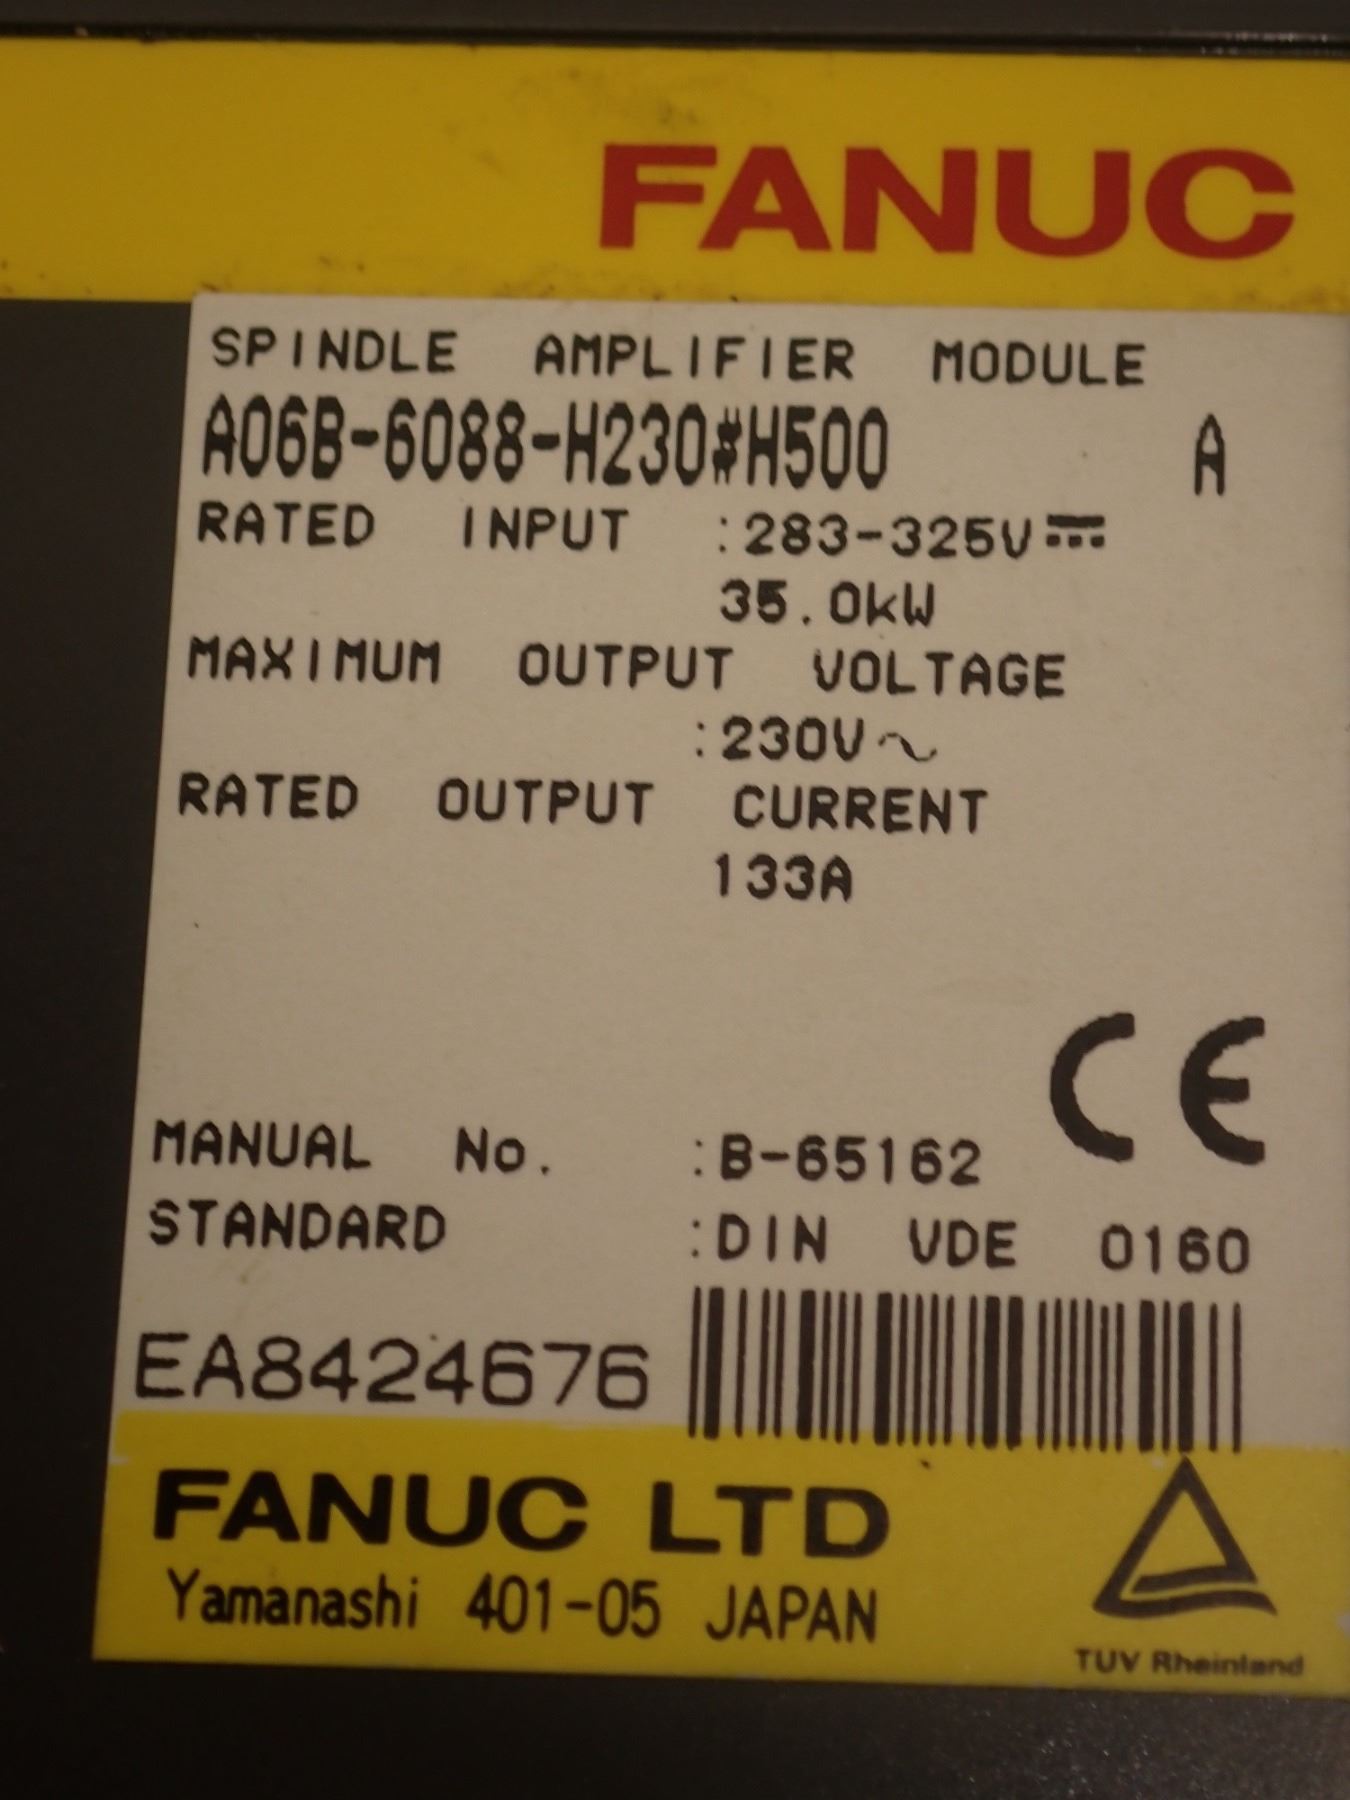 FANUC
SPINDLE AMPLIFIER MODULE
A06B-6088-H230#H500 A
RATED INPUT :283-325V⎓
35.0kW
MAXIMUM OUTPUT VOLTAGE
:230V~
RATED OUTPUT CURRENT
133A
CE
MANUAL No. :B-65162
STANDARD :DIN VDE 0160
EA8424676
FANUC LTD
Yamanashi 401-05 JAPAN
TUV Rheinland